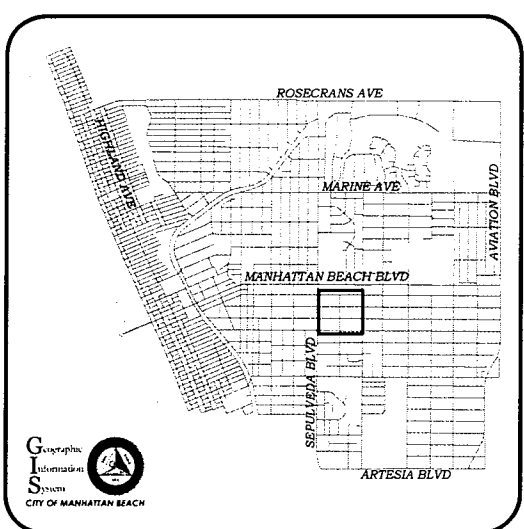 ROSECRANS AVE
HIGHLAND AVE
MARINE AVE
AVIATION BLVD
MANHATTAN BEACH BLVD
SEPULVEDA BLVD
ARTESIA BLVD
Geographic
Information
System
CITY OF MANHATTAN BEACH